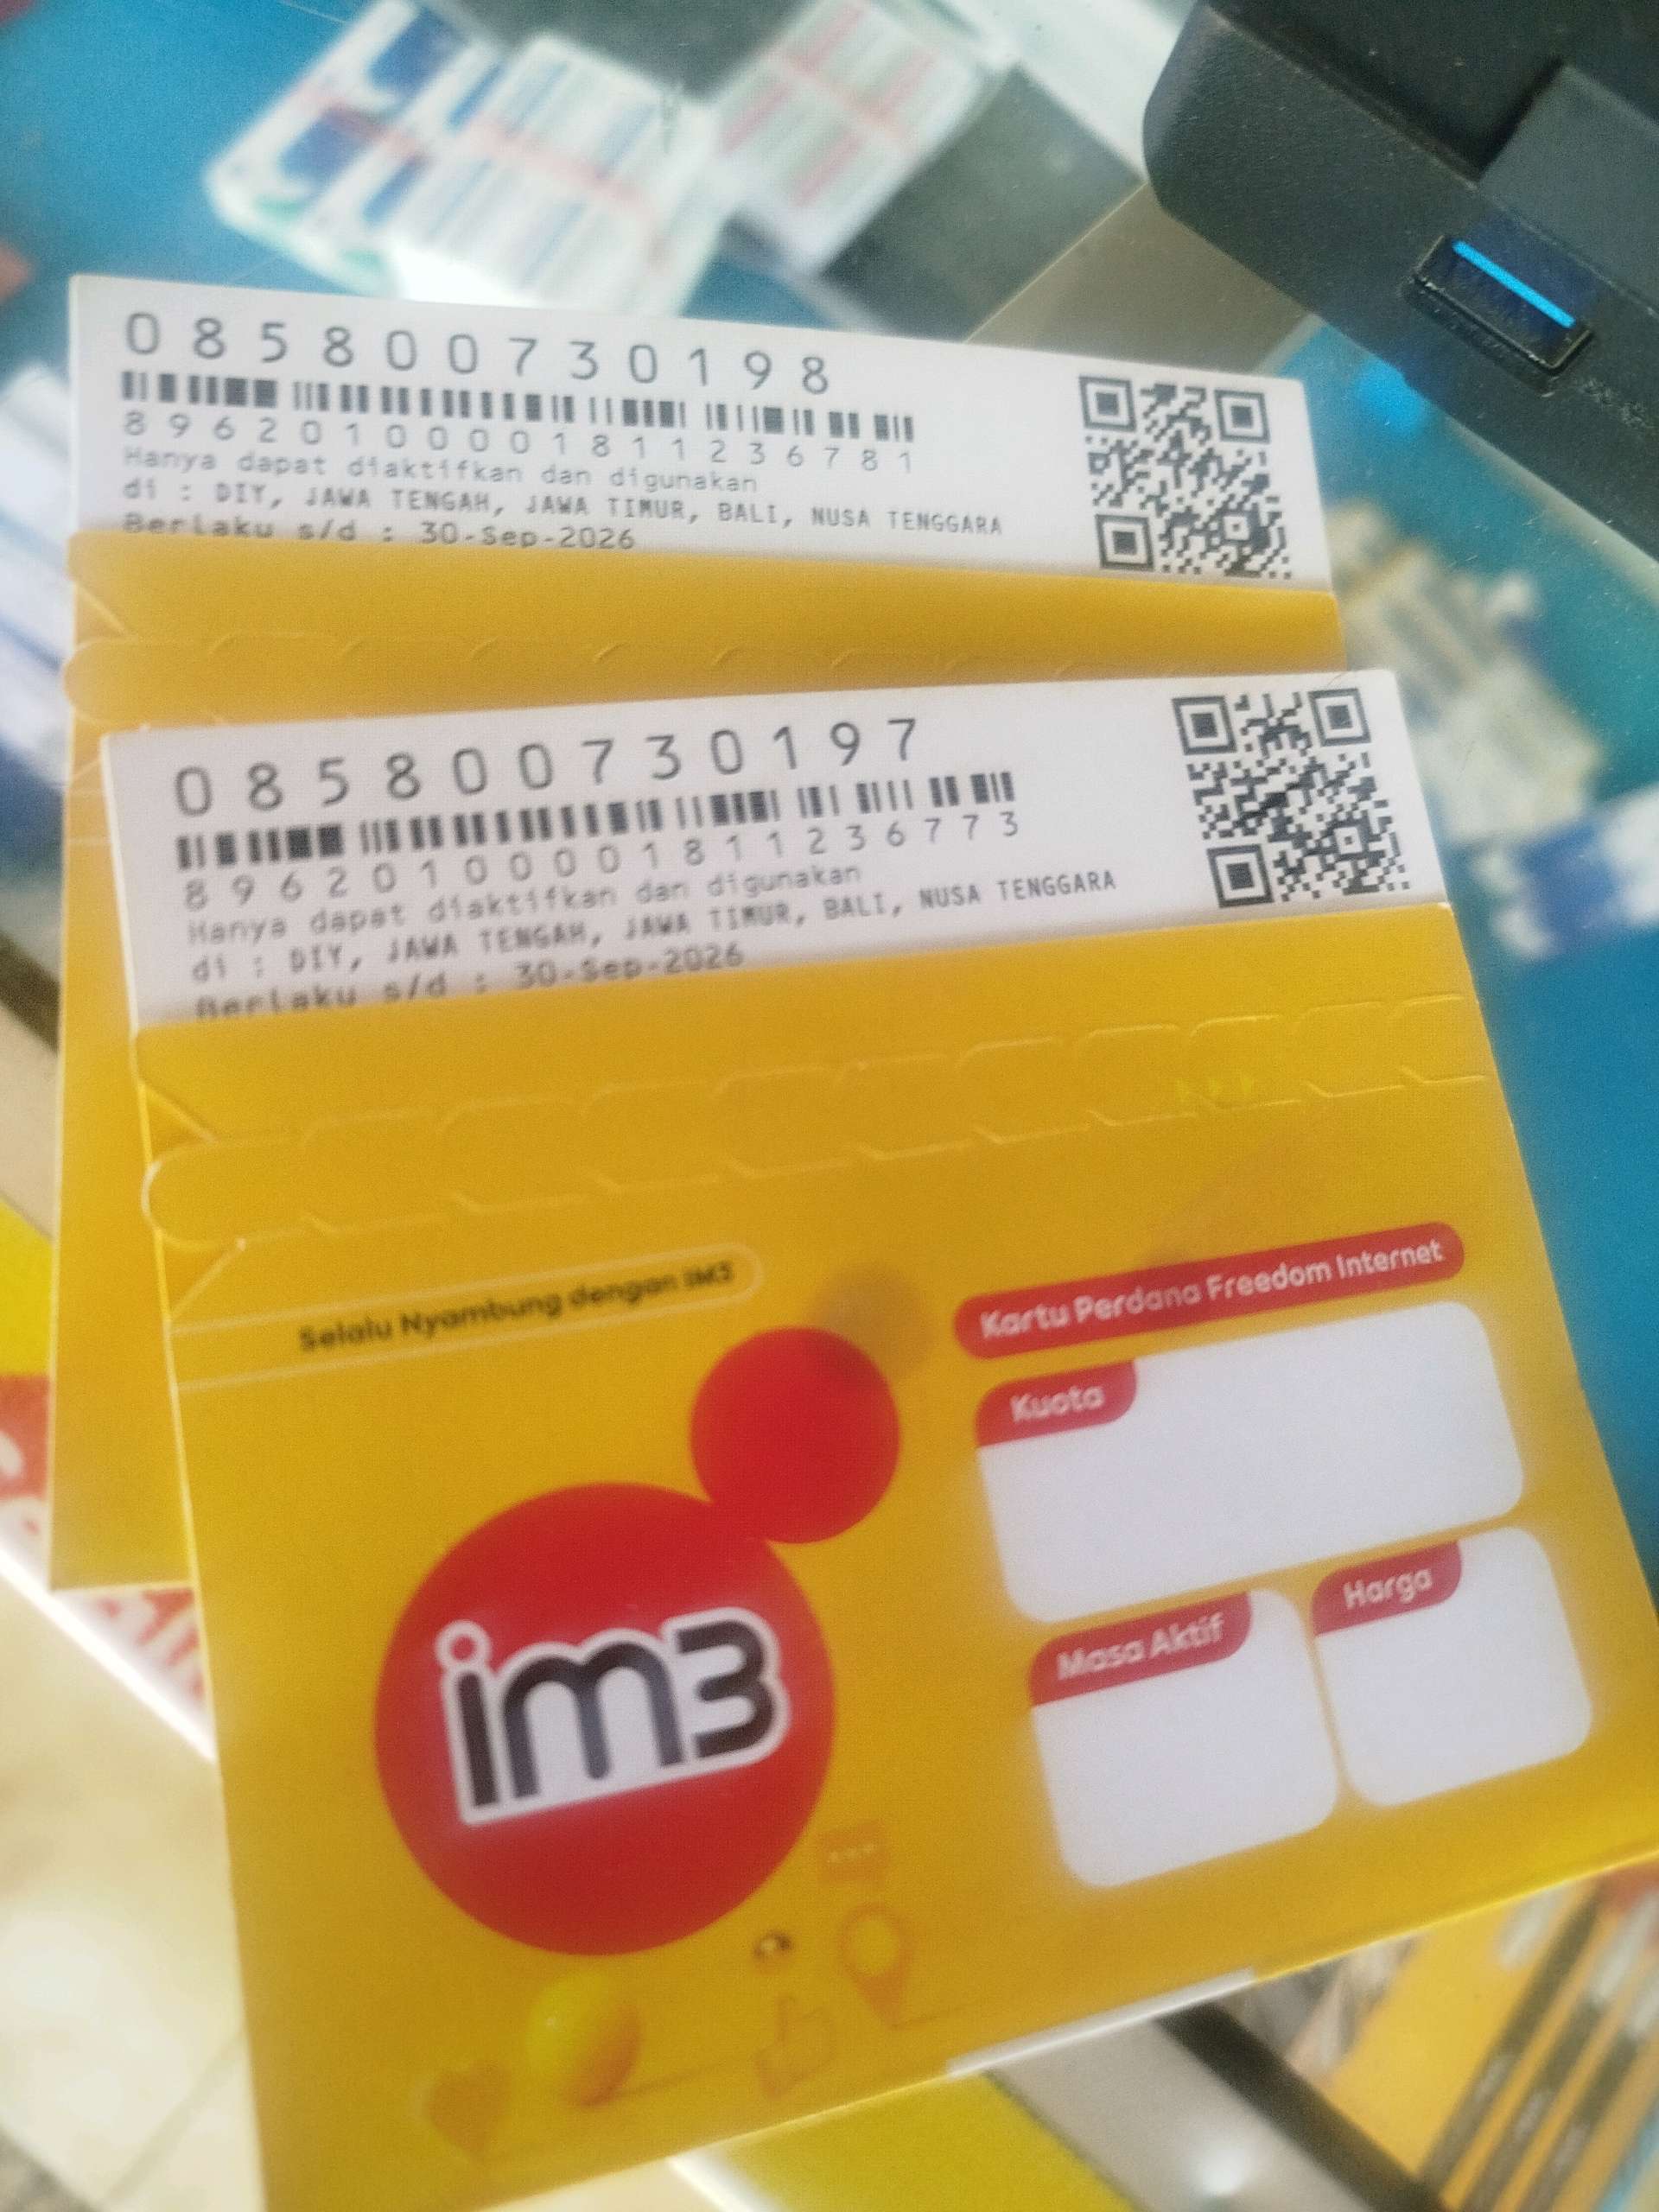 085800730198
8962010000181123678​1
Hanya dapat diaktifkan dan digunakan
di : DIY, JAWA TENGAH, JAWA TIMUR, BALI, NUSA TENGGARA
Berlaku s/d : 30-Sep-2026
085800730197
8962010000181123677​3
Hanya dapat diaktifkan dan digunakan
di : DIY, JAWA TENGAH, JAWA TIMUR, BALI, NUSA TENGGARA
Berlaku s/d : 30-Sep-2026
Selalu Nyambung dengan IM3
Kartu Perdana Freedom Internet
Kuota
Masa Aktif
Harga
im3